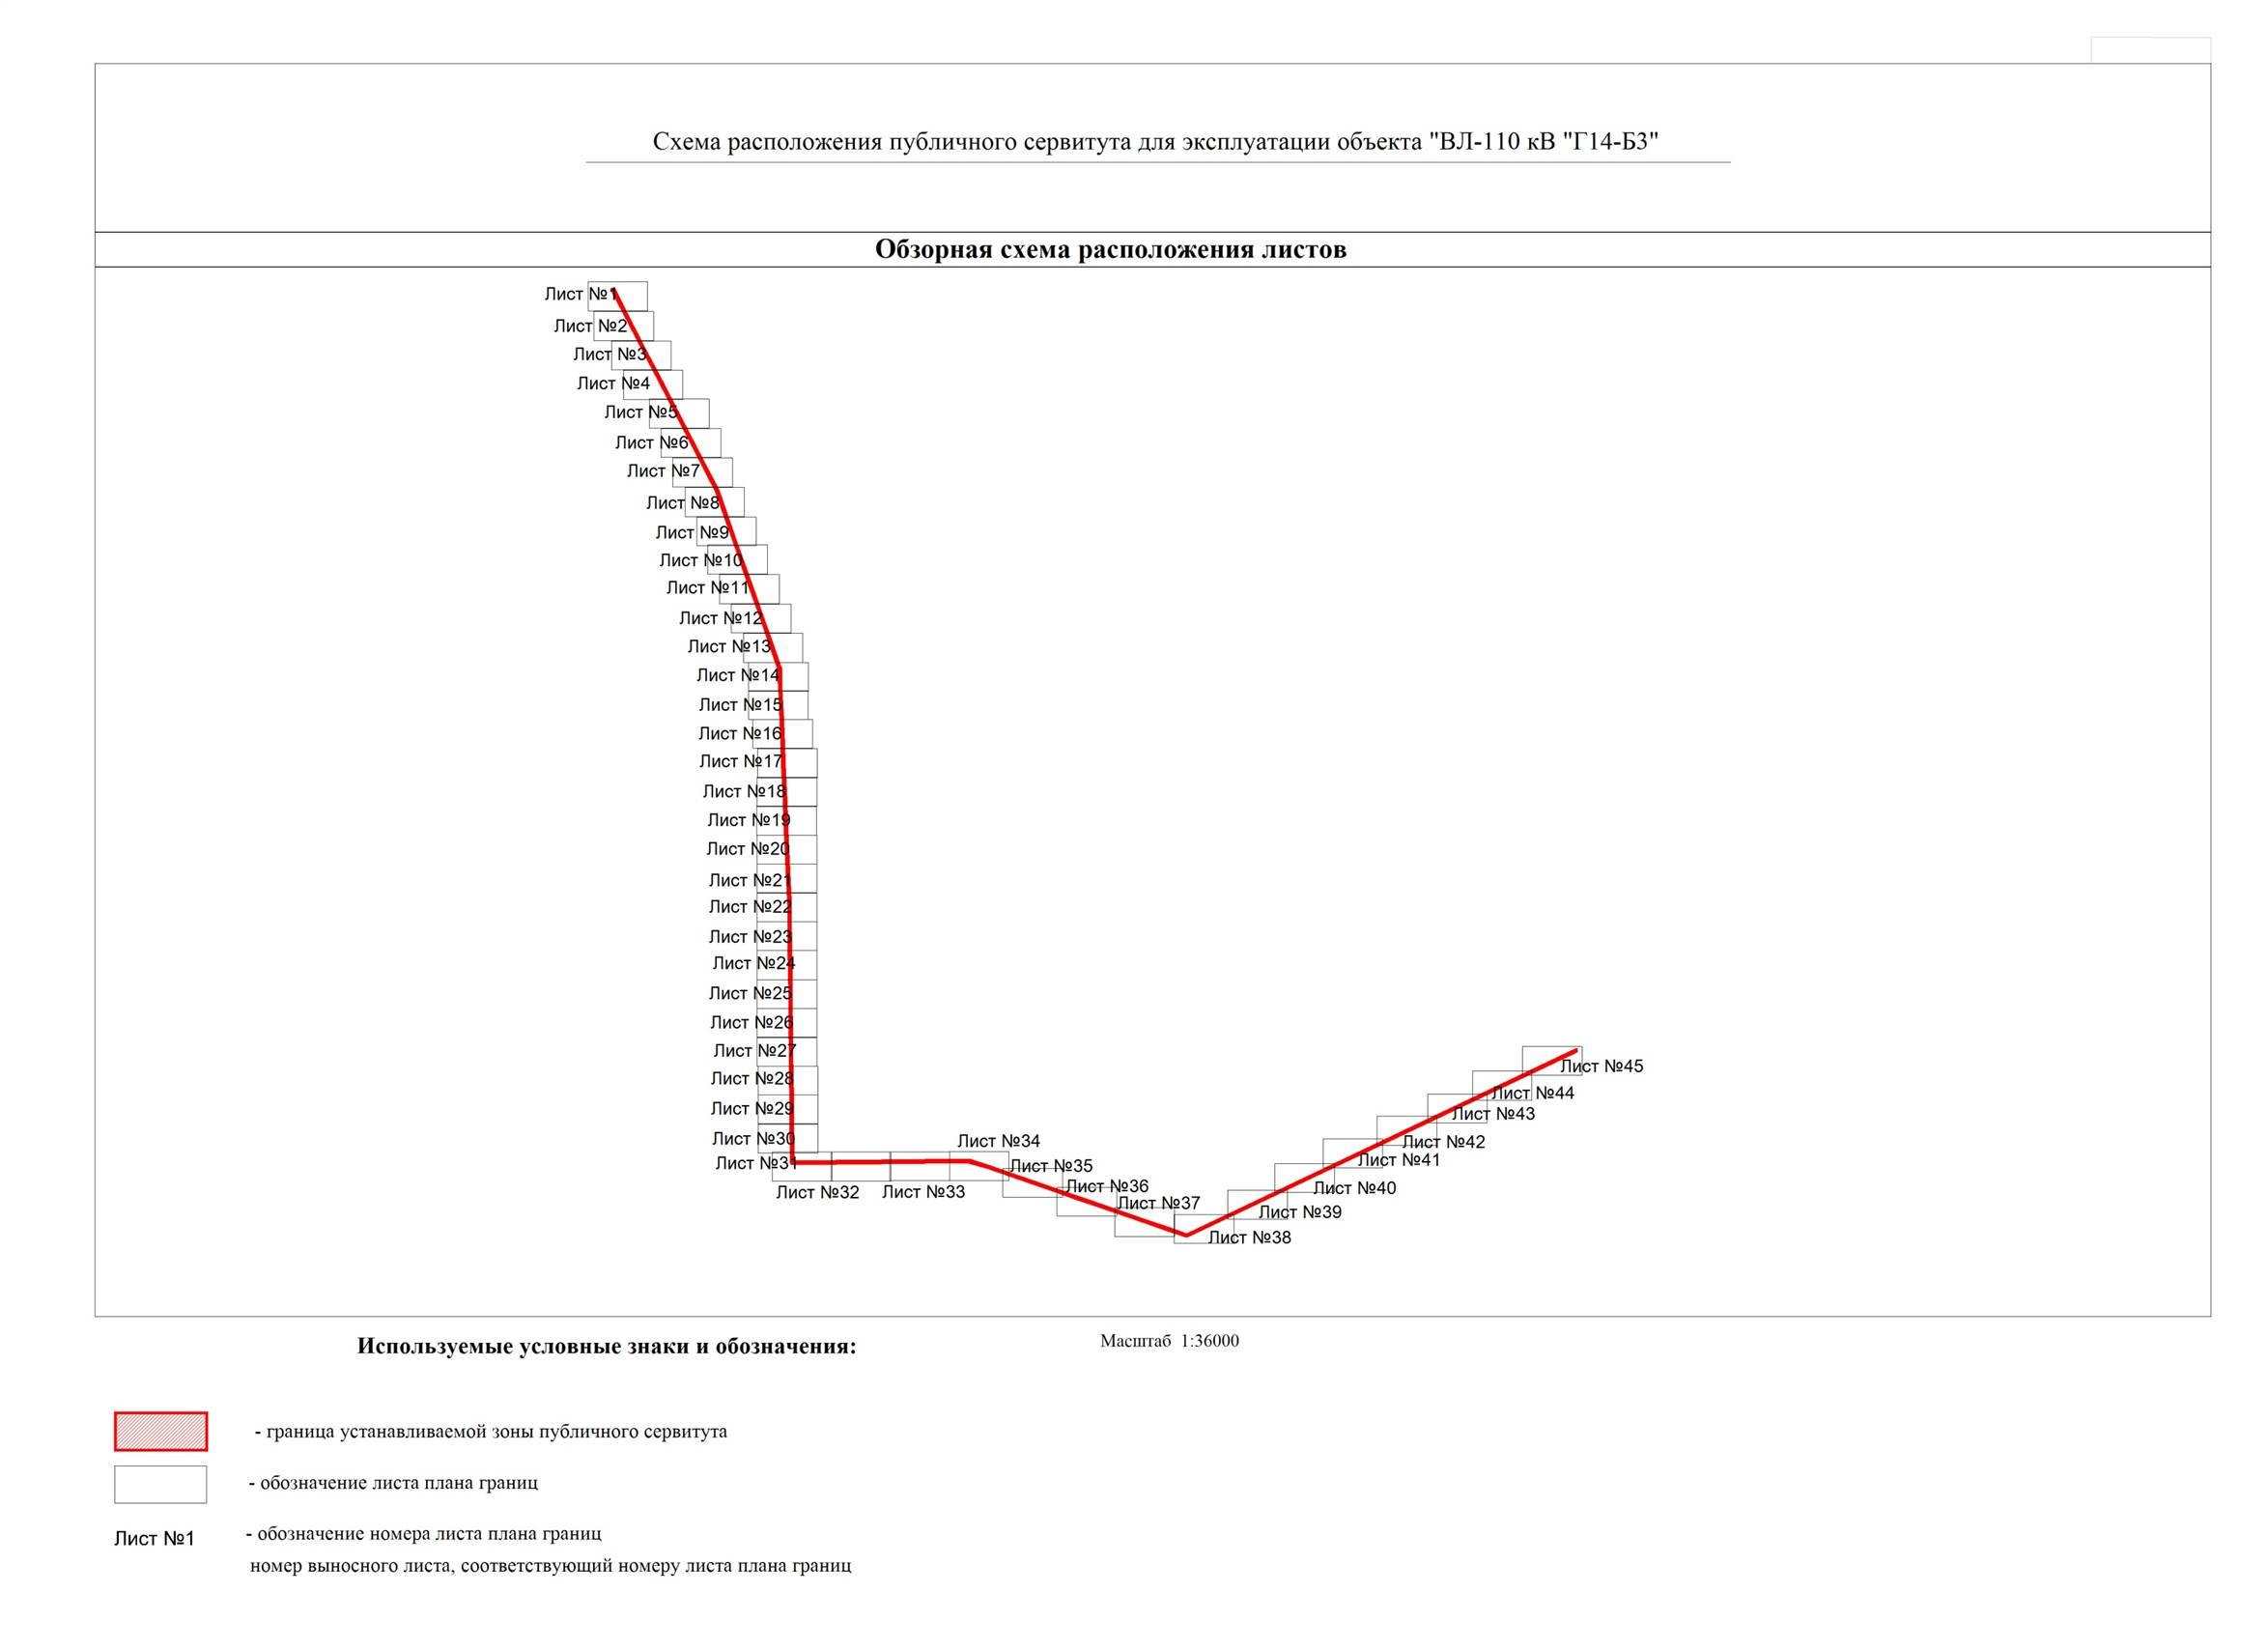 Схема расположения публичного сервитута для эксплуатации объекта "ВЛ-110 кВ "Г14-Б3"
Обзорная схема расположения листов
Лист №1
Лист №2
Лист №3
Лист №4
Лист №5
Лист №6
Лист №7
Лист №8
Лист №9
Лист №10
Лист №11
Лист №12
Лист №13
Лист №14
Лист №15
Лист №16
Лист №17
Лист №18
Лист №19
Лист №20
Лист №21
Лист №22
Лист №23
Лист №24
Лист №25
Лист №26
Лист №27
Лист №28
Лист №29
Лист №30
Лист №31
Лист №32
Лист №33
Лист №34
Лист №35
Лист №36
Лист №37
Лист №38
Лист №39
Лист №40
Лист №41
Лист №42
Лист №43
Лист №44
Лист №45
Используемые условные знаки и обозначения:
Масштаб 1:36000
- граница устанавливаемой зоны публичного сервитута
- обозначение листа плана границ
Лист №1 - обозначение номера листа плана границ
номер выносного листа, соответствующий номеру листа плана границ